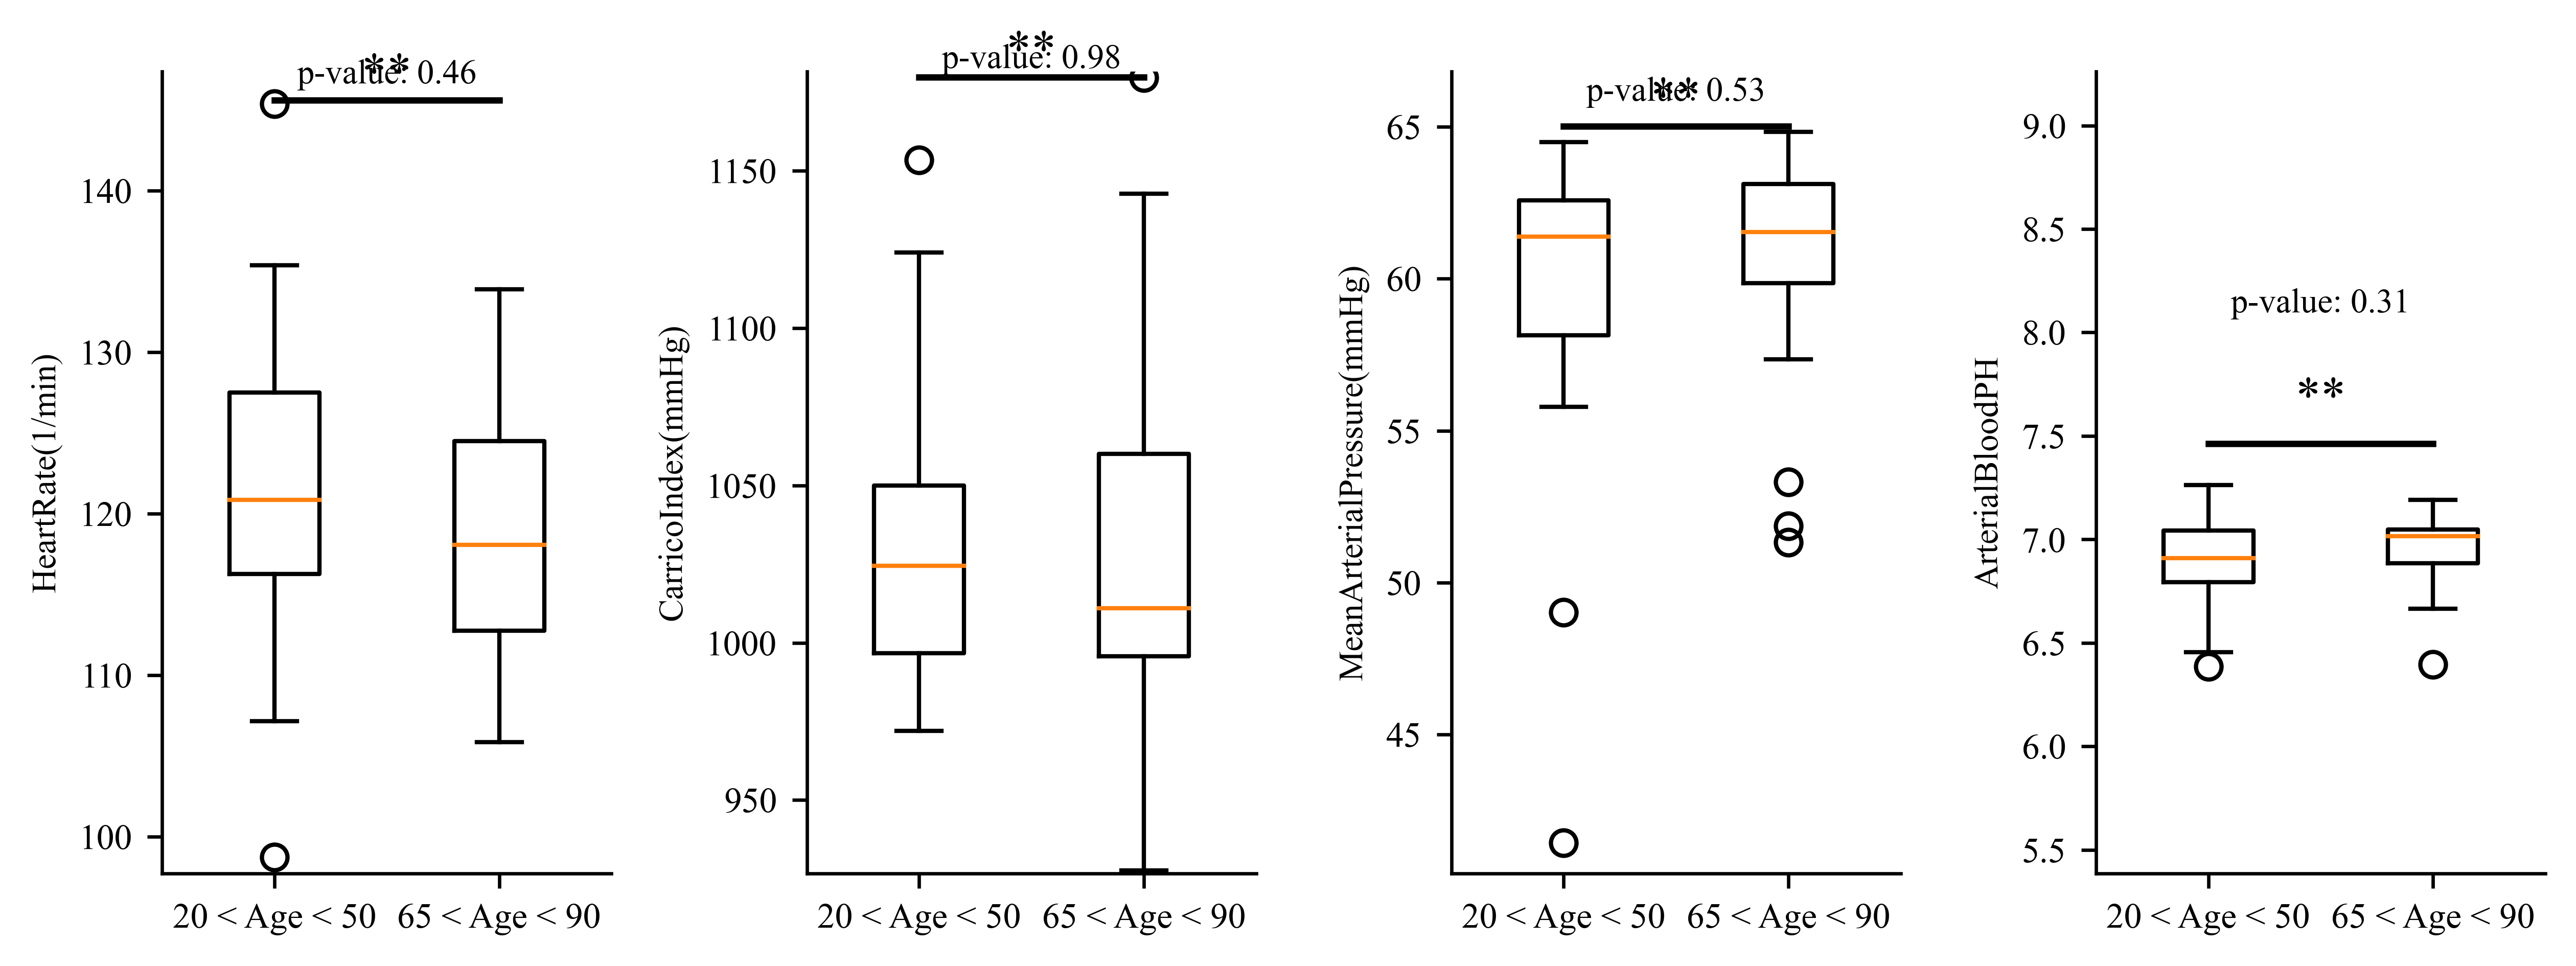 **
p-value: 0.46
HeartRate(1/min)
140
130
120
110
100
20 < Age < 50
65 < Age < 90
**
p-value: 0.98
CarricoIndex(mmHg)
1150
1100
1050
1000
950
20 < Age < 50
65 < Age < 90
**
p-value: 0.53
MeanArterialPressure(mmHg)
65
60
55
50
45
20 < Age < 50
65 < Age < 90
p-value: 0.31
**
ArterialBloodPH
9.0
8.5
8.0
7.5
7.0
6.5
6.0
5.5
20 < Age < 50
65 < Age < 90